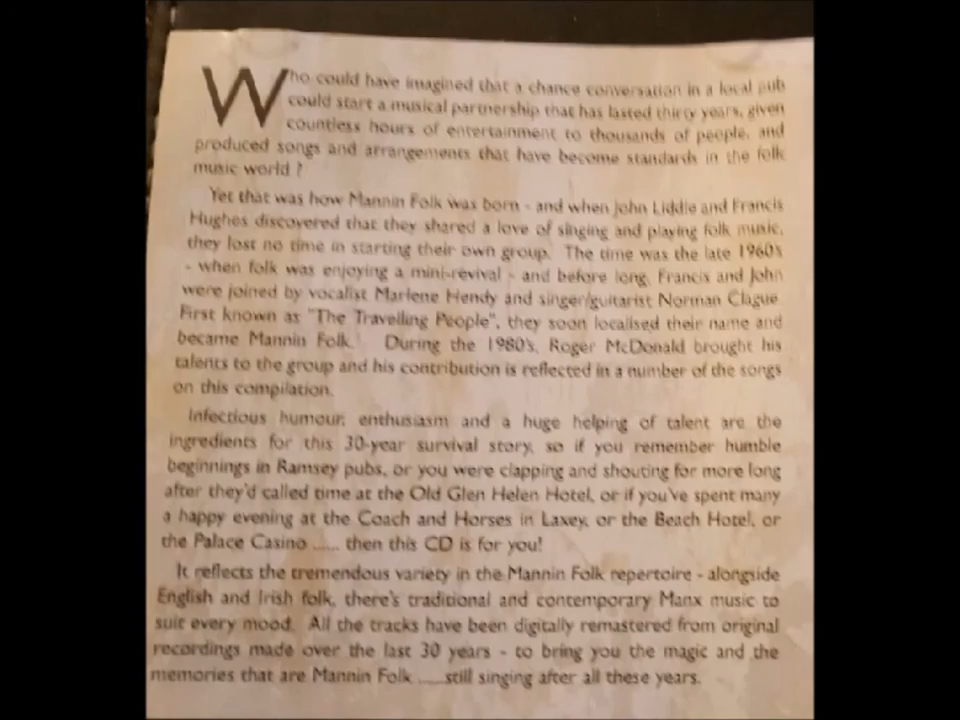 Who could have imagined that a chance conversation in a local pub
could start a musical partnership that has lasted thirty years, given
countless hours of entertainment to thousands of people, and
produced songs and arrangements that have become standards in the folk
music world ?
Yet that was how Mannin Folk was born - and when John Liddle and Francis
Hughes discovered that they shared a love of singing and playing folk music,
they lost no time in starting their own group. The time was the late 1960's
- when folk was enjoying a mini-revival - and before long, Francis and John
were joined by vocalist Marlene Hendy and singer/guitarist Norman Clague.
First known as "The Travelling People", they soon localised their name and
became Mannin Folk. During the 1980's, Roger McDonald brought his
talents to the group and his contribution is reflected in a number of the songs
on this compilation.
Infectious humour, enthusiasm and a huge helping of talent are the
ingredients for this 30-year survival story, so if you remember humble
beginnings in Ramsey pubs, or you were clapping and shouting for more long
after they'd called time at the Old Glen Helen Hotel, or if you've spent many
a happy evening at the Coach and Horses in Laxey, or the Beach Hotel, or
the Palace Casino ...... then this CD is for you!
It reflects the tremendous variety in the Mannin Folk repertoire - alongside
English and Irish folk, there's traditional and contemporary Manx music to
suit every mood. All the tracks have been digitally remastered from original
recordings made over the last 30 years - to bring you the magic and the
memories that are Mannin Folk ......still singing after all these years.